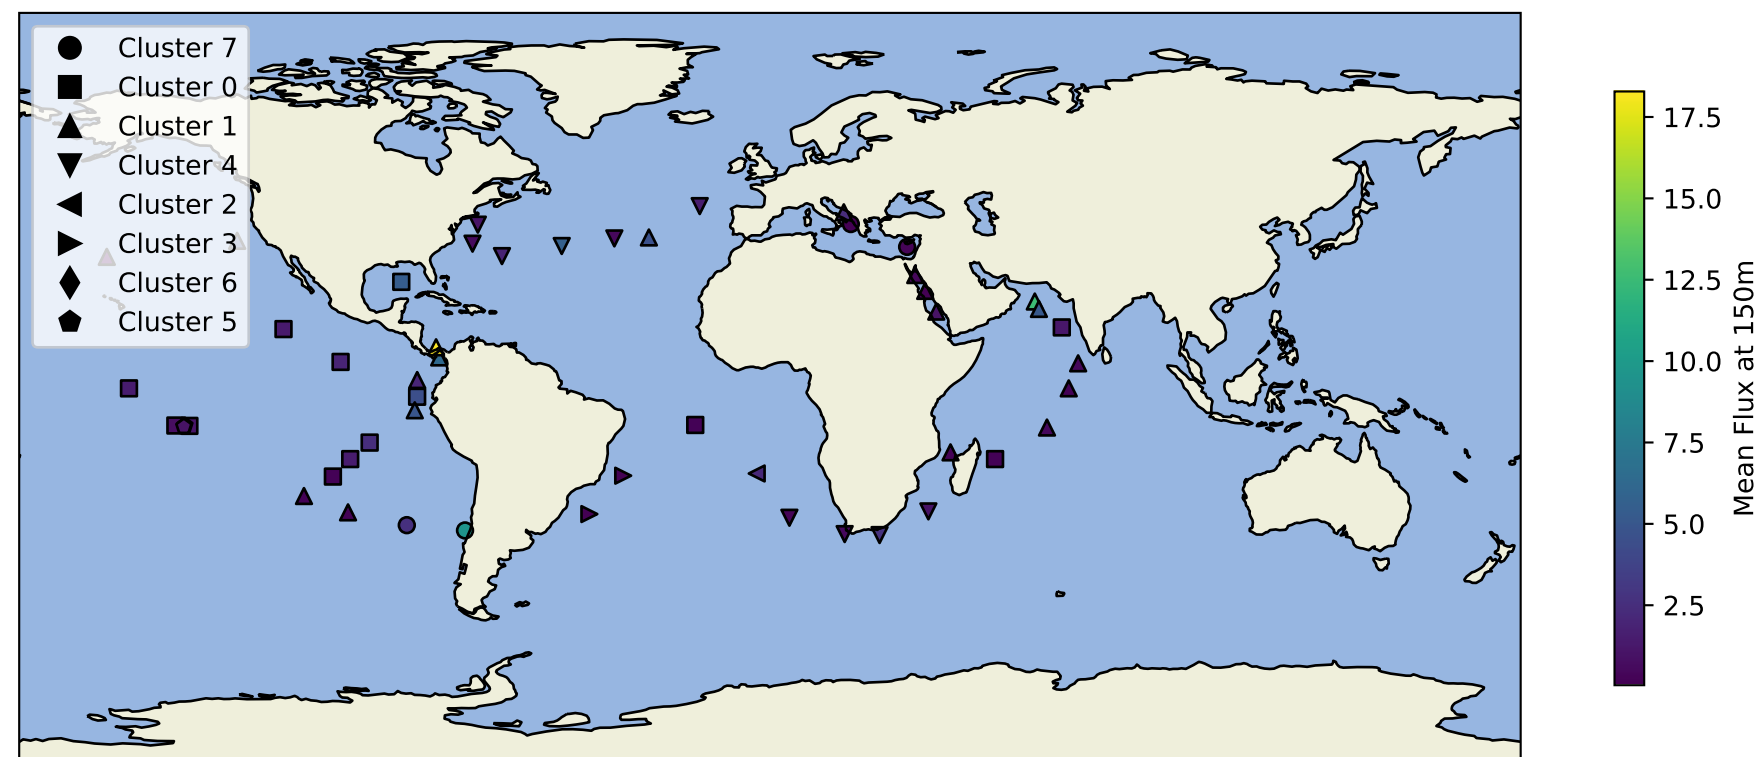 Cluster 7
Cluster 0
Cluster 1
Cluster 4
Cluster 2
Cluster 3
Cluster 6
Cluster 5
17.5
15.0
12.5
10.0
7.5
5.0
2.5
Mean Flux at 150m